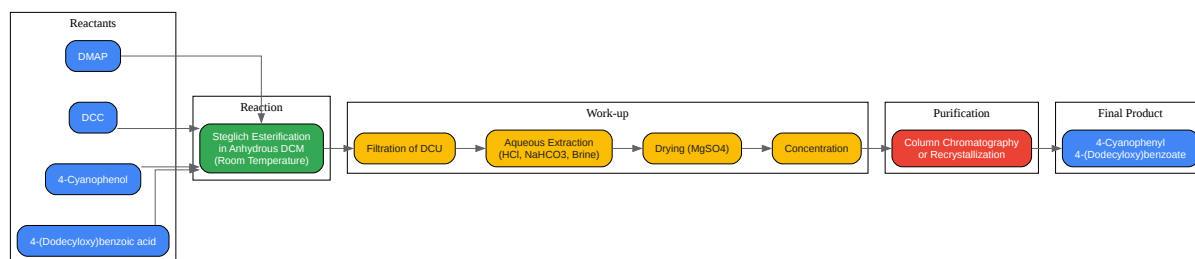 Reactants
DMAP
DCC
4-Cyanophenol
4-(Dodecyloxy)benzoic acid
Reaction
Steglich Esterification
in Anhydrous DCM
(Room Temperature)
Work-up
Filtration of DCU
Aqueous Extraction
(HCl, NaHCO3, Brine)
Drying (MgSO4)
Concentration
Purification
Column Chromatography
or Recrystallization
Final Product
4-Cyanophenyl
4-(Dodecyloxy)benzoate